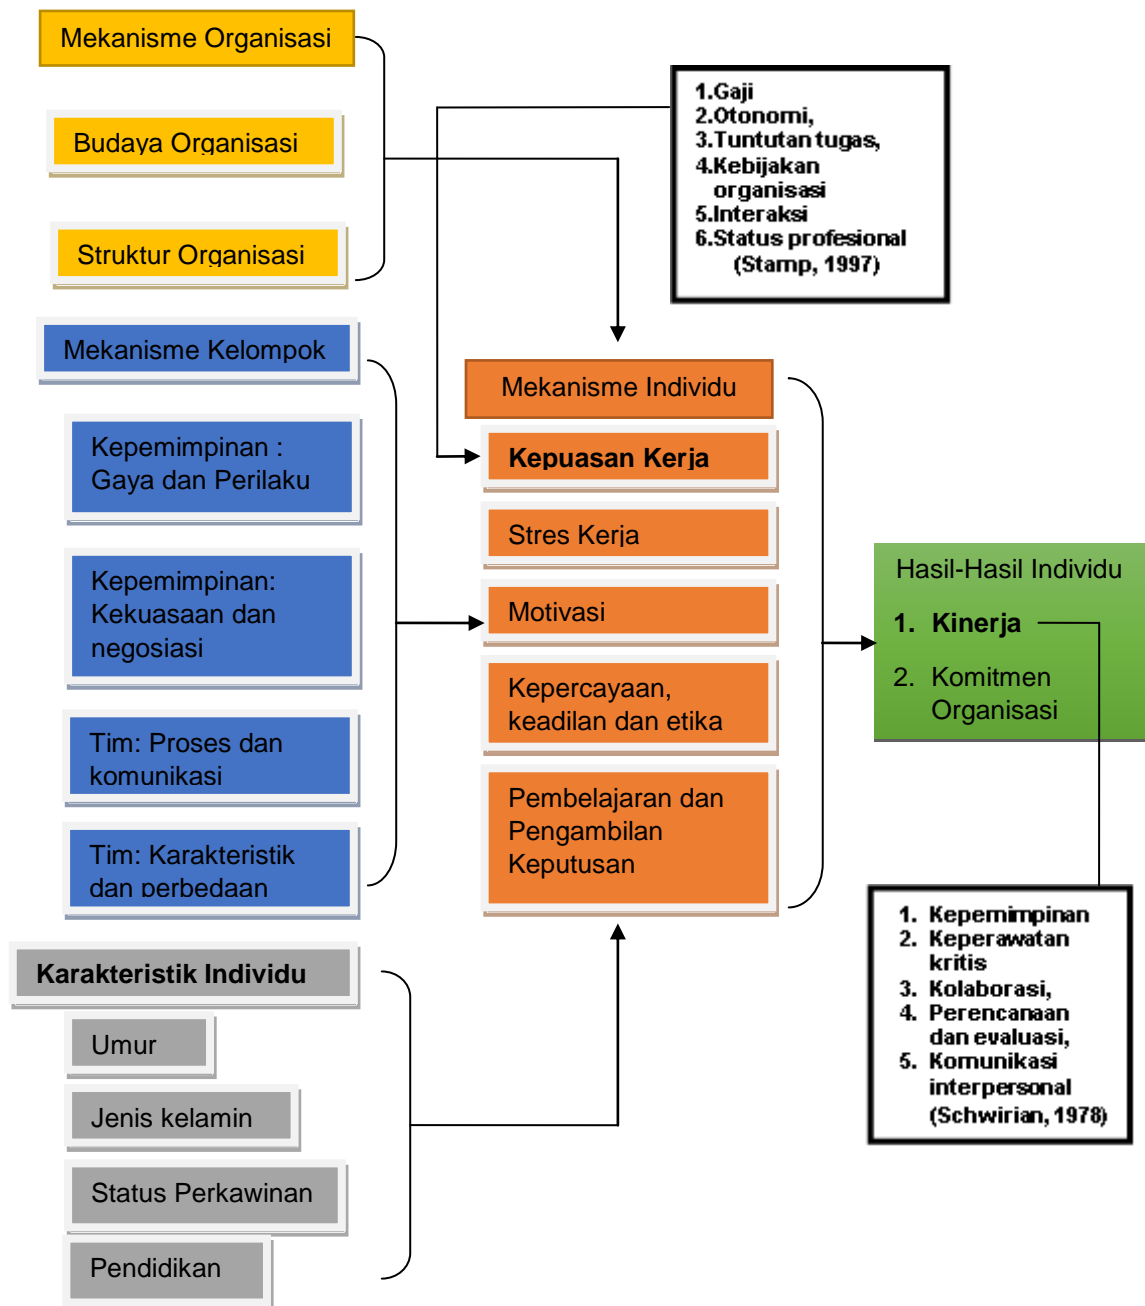 Mekanisme Organisasi
Budaya Organisasi
Struktur Organisasi
1.Gaji
2.Otonomi,
3.Tuntutan tugas,
4.Kebijakan
organisasi
5.Interaksi
6.Status profesional
(Stamp, 1997)
Mekanisme Kelompok
Kepemimpinan :
Gaya dan Perilaku
Kepemimpinan:
Kekuasaan dan
negosiasi
Tim: Proses dan
komunikasi
Tim: Karakteristik
dan perbedaan
Mekanisme Individu
Kepuasan Kerja
Stres Kerja
Motivasi
Kepercayaan,
keadilan dan etika
Pembelajaran dan
Pengambilan
Keputusan
Hasil-Hasil Individu
1. Kinerja
2. Komitmen
Organisasi
1. Kepemimpinan
2. Keperawatan
kritis
3. Kolaborasi,
4. Perencanaan
dan evaluasi,
5. Komunikasi
interpersonal
(Schwirian, 1978)
Karakteristik Individu
Umur
Jenis kelamin
Status Perkawinan
Pendidikan